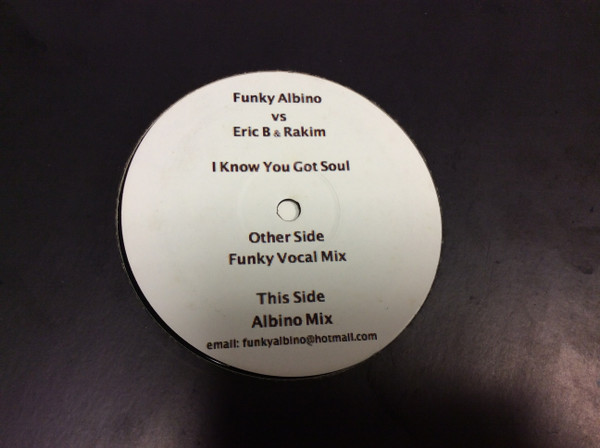 Funky Albino
vs
Eric B & Rakim
I Know You Got Soul
Other Side
Funky Vocal Mix
This Side
Albino Mix
email: funkyalbino@hotmail.com